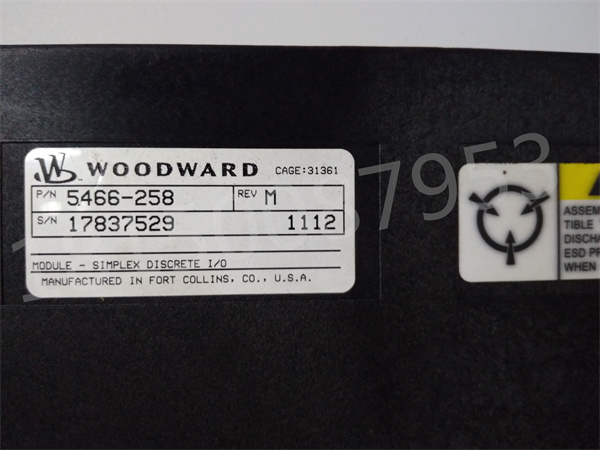 W WOODWARD CAGE:31361
P/N 5466-258 REV M
S/N 17837529 1112
MODULE - SIMPLEX DISCRETE I/O
MANUFACTURED IN FORT COLLINS, CO., U.S.A.
ASSEM
TIBLE T
DISCHA
ESD PR
WHEN